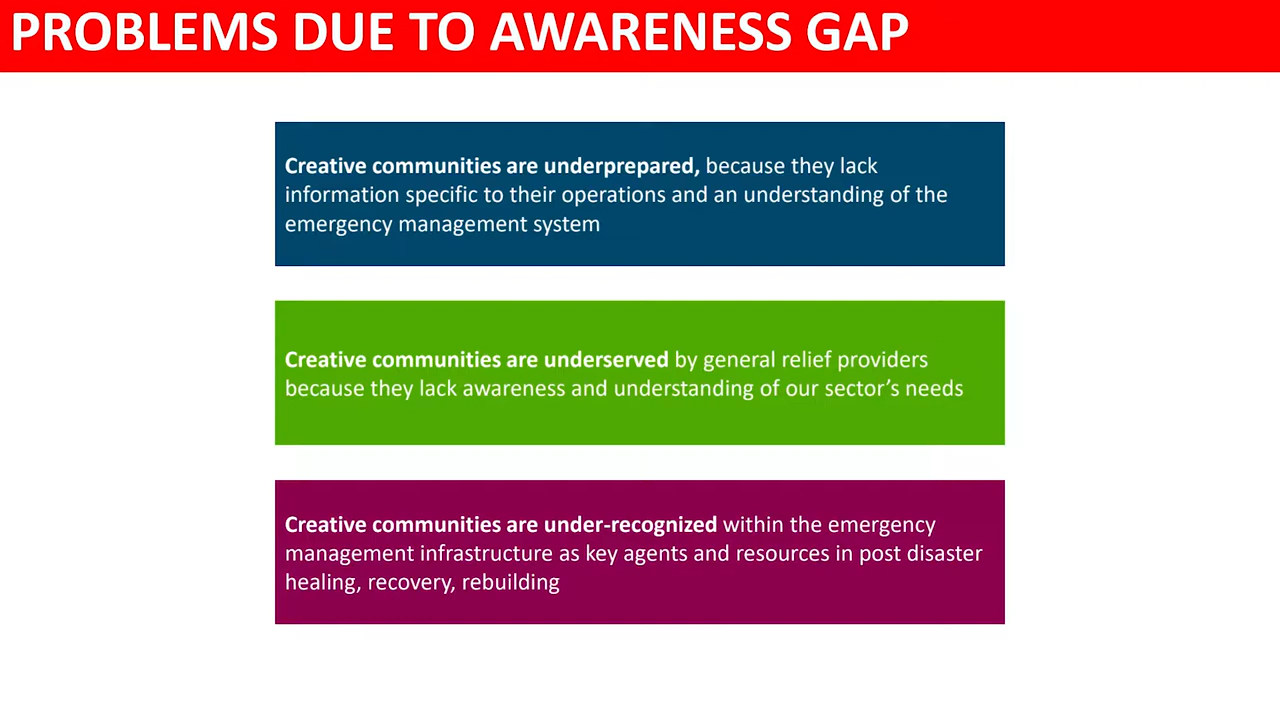 PROBLEMS DUE TO AWARENESS GAP
Creative communities are underprepared, because they lack
information specific to their operations and an understanding of the
emergency management system
Creative communities are underserved by general relief providers
because they lack awareness and understanding of our sector’s needs
Creative communities are under-recognized within the emergency
management infrastructure as key agents and resources in post disaster
healing, recovery, rebuilding